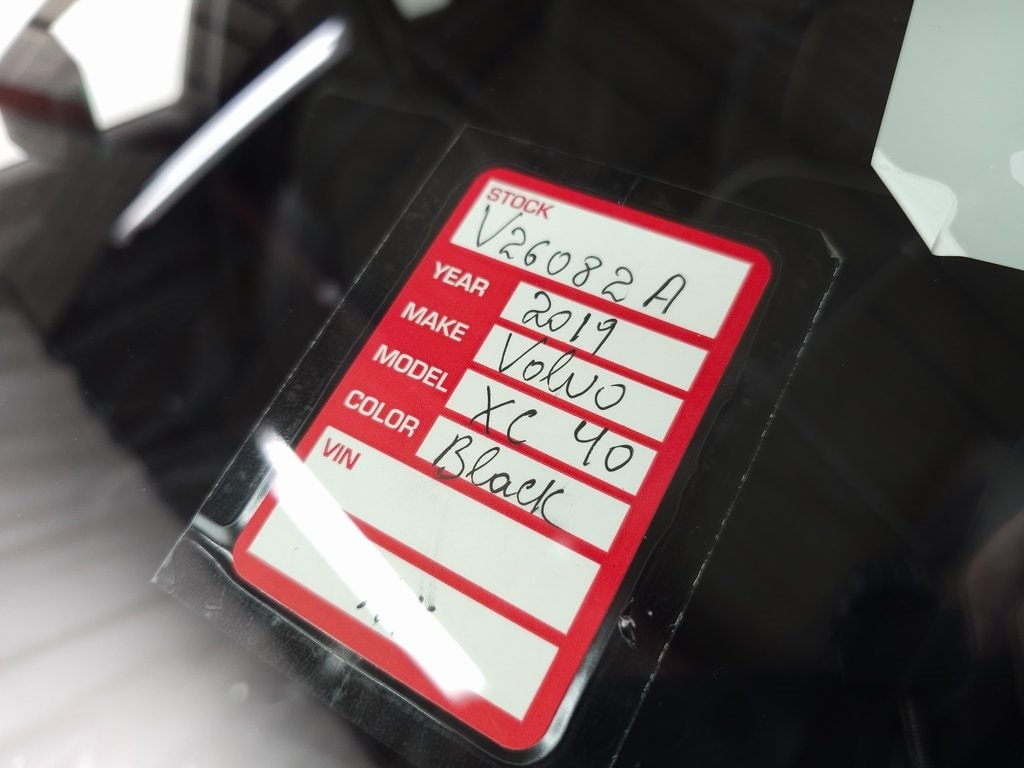 STOCK
V26082A
YEAR 2019
MAKE Volvo
MODEL XC 40
COLOR Black
VIN